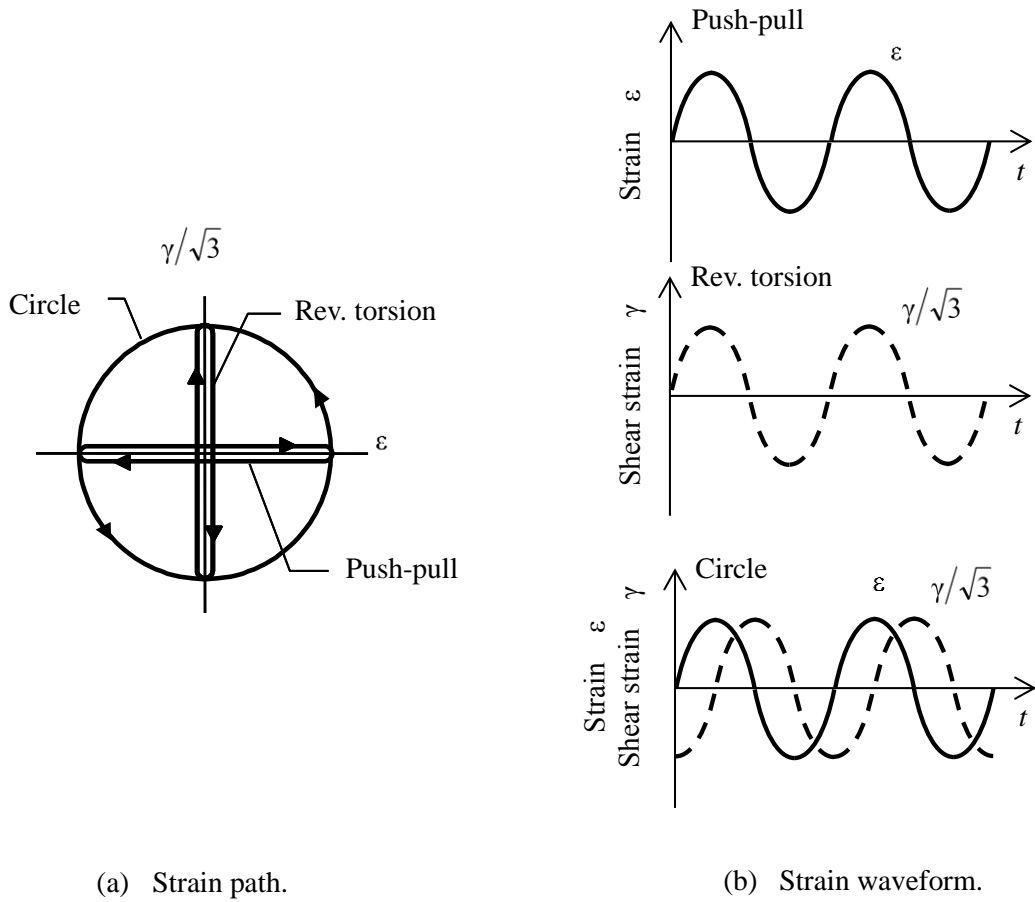 γ/√3
Circle
Rev. torsion
ε
Push-pull
(a) Strain path.
Push-pull
ε
Strain ε
t
Rev. torsion
γ/√3
Shear strain γ
t
Circle
ε
γ/√3
Strain ε
Shear strain γ
t
(b) Strain waveform.